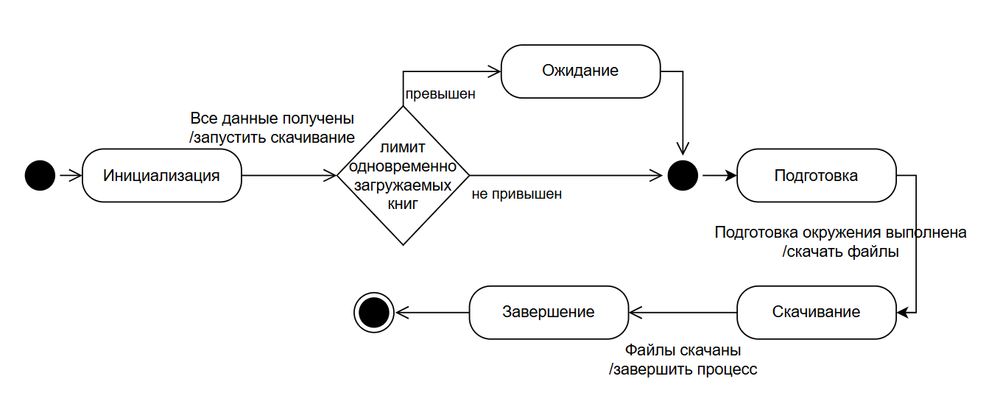 Ожидание
превышен
Все данные получены
/запустить скачивание
лимит
одновременно
загружаемых
книг
Инициализация
не привышен
Подготовка
Подготовка окружения выполнена
/скачать файлы
Завершение
Скачивание
Файлы скачаны
/завершить процесс